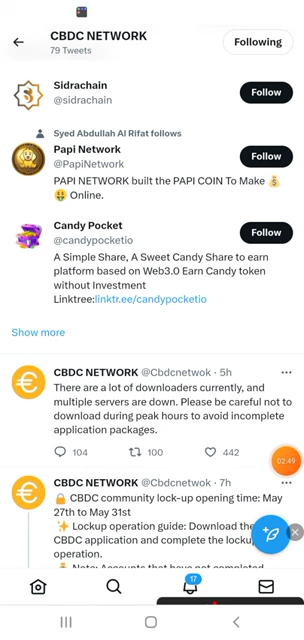 CBDC NETWORK
79 Tweets
Following
Sidrachain
@sidrachain
Follow
Syed Abdullah Al Rifat follows
Papi Network
@PapiNetwork
Follow
PAPI NETWORK built the PAPI COIN To Make 💰
🤑 Online.
Candy Pocket
@candypocketio
Follow
A Simple Share, A Sweet Candy Share to earn
platform based on Web3.0 Earn Candy token
without Investment
Linktree:linktr.ee/candypocketio
Show more
CBDC NETWORK @Cbdcnetwok · 5h
There are a lot of downloaders currently, and
multiple servers are down. Please be careful not to
download during peak hours to avoid incomplete
application packages.
104 100 442
02:49
CBDC NETWORK @Cbdcnetwok · 7h
🔒 CBDC community lock-up opening time: May
27th to May 31st
✨ Lockup operation guide: Download the
CBDC application and complete the locku
operation.
17